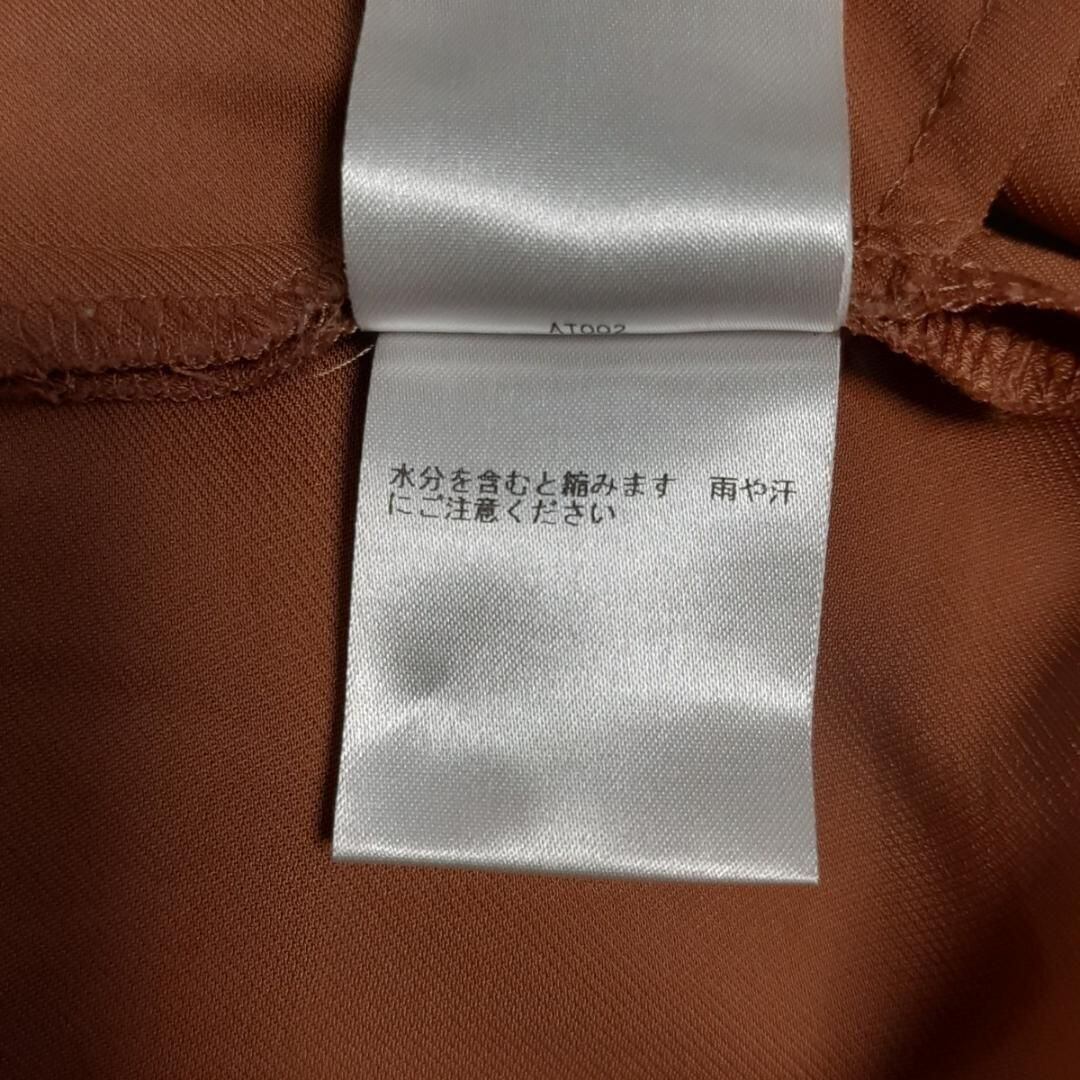 AT002
水分を含むと縮みます　雨や汗
にご注意ください